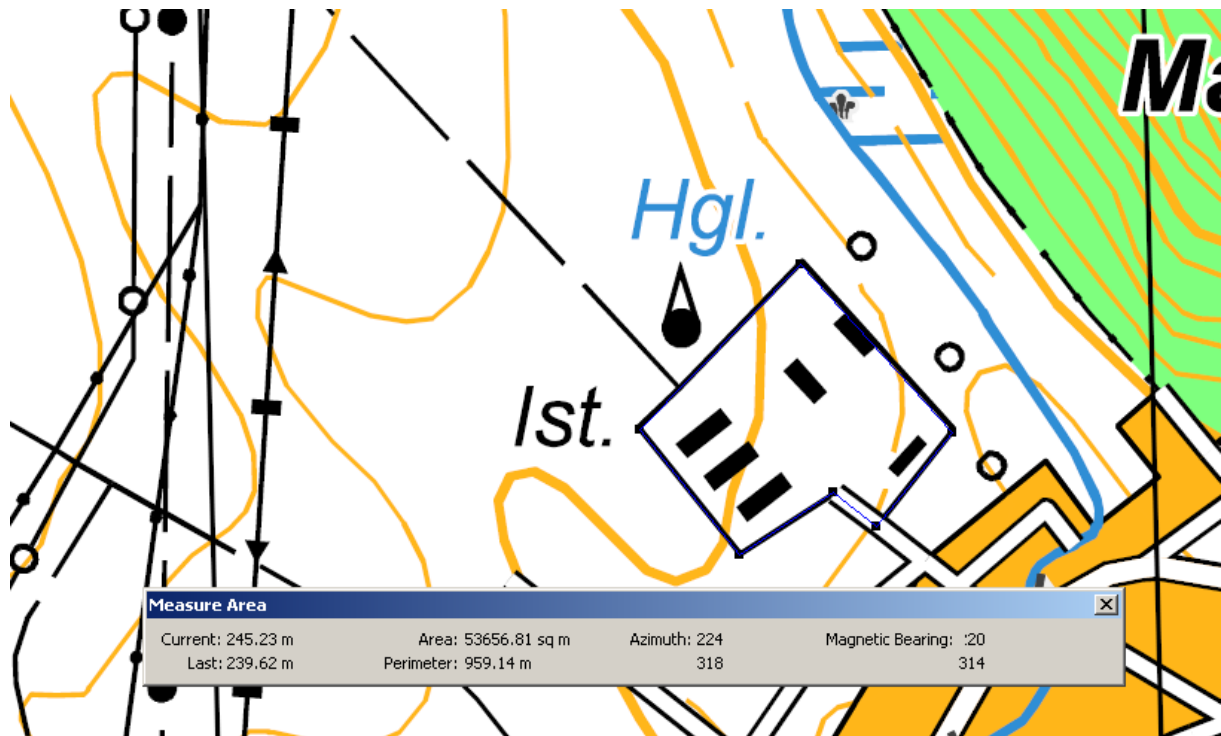 Ma
Hgl.
Ist.
Measure Area
Current: 245.23 m Area: 53656.81 sq m Azimuth: 224 Magnetic Bearing: :20
Last: 239.62 m Perimeter: 959.14 m 318 314